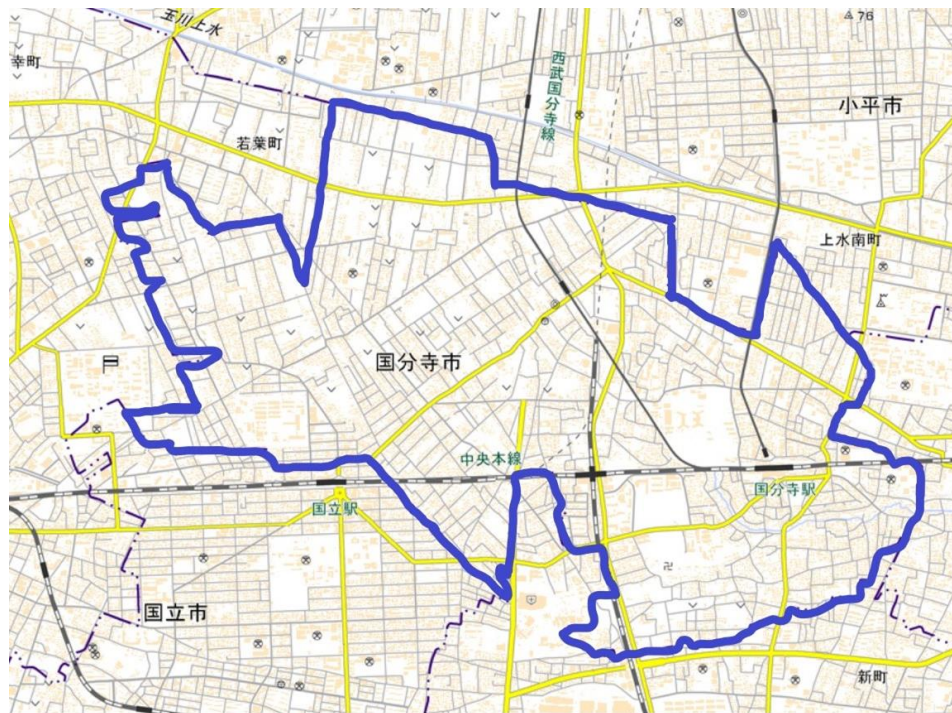 玉川上水
76
幸町
西武国分寺線
小平市
若葉町
上水南町
国分寺市
中央本線
国分寺駅
国立駅
国立市
新町